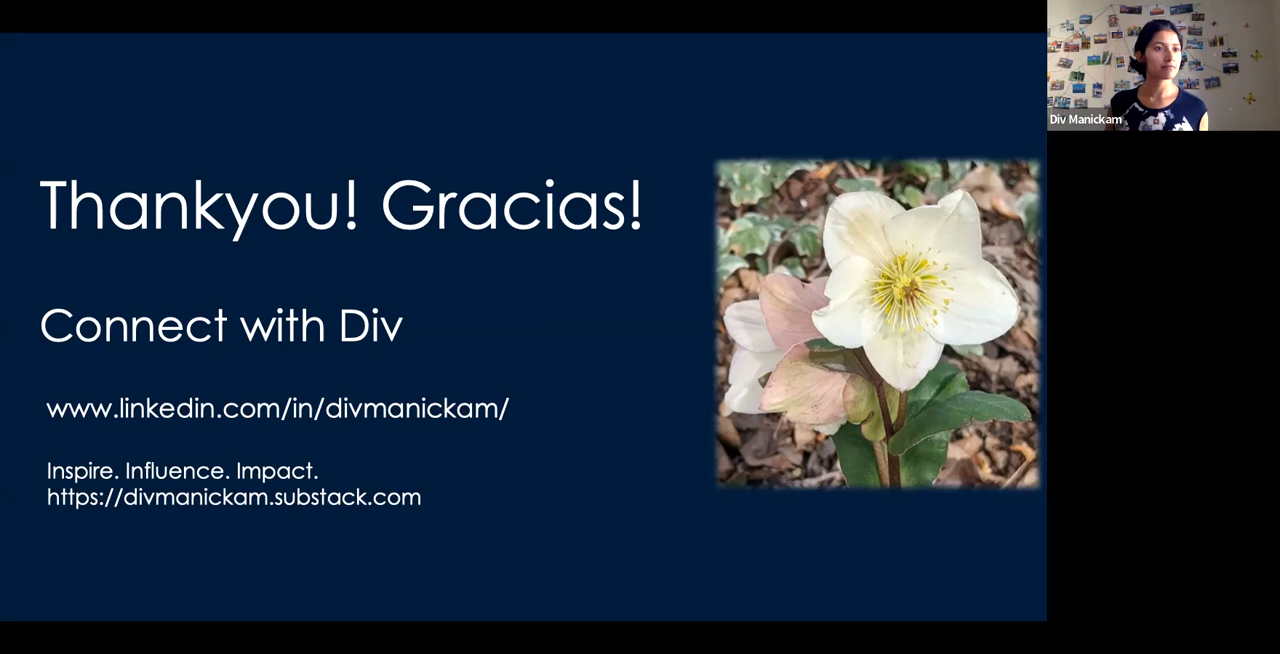 Thankyou! Gracias!
Connect with Div
www.linkedin.com/in/divmanickam/
Inspire. Influence. Impact.
https://divmanickam.substack.com
Div Manickam